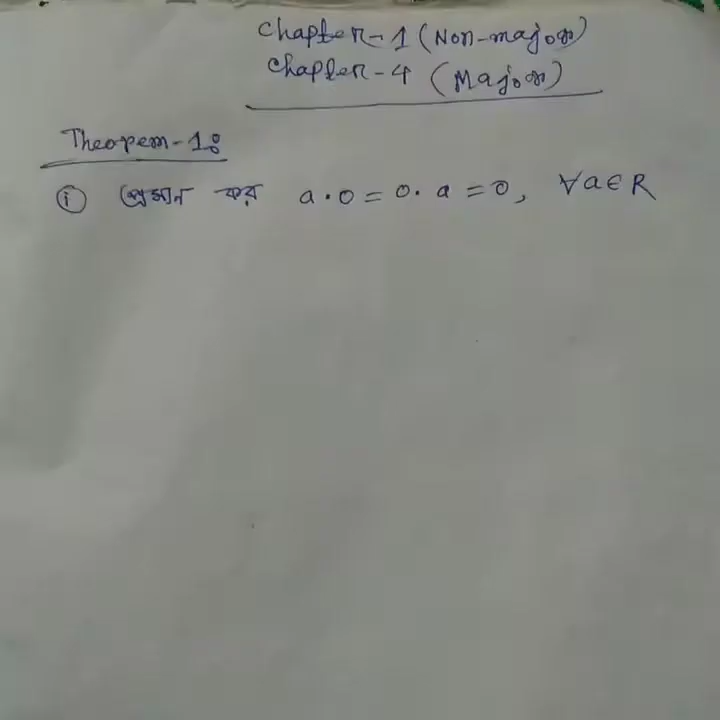 Chapter-1 (Non-major)
Chapter-4 (Major)
Theorem-1:
(i) প্রমান কর a·0=0·a=0, ∀a∈R